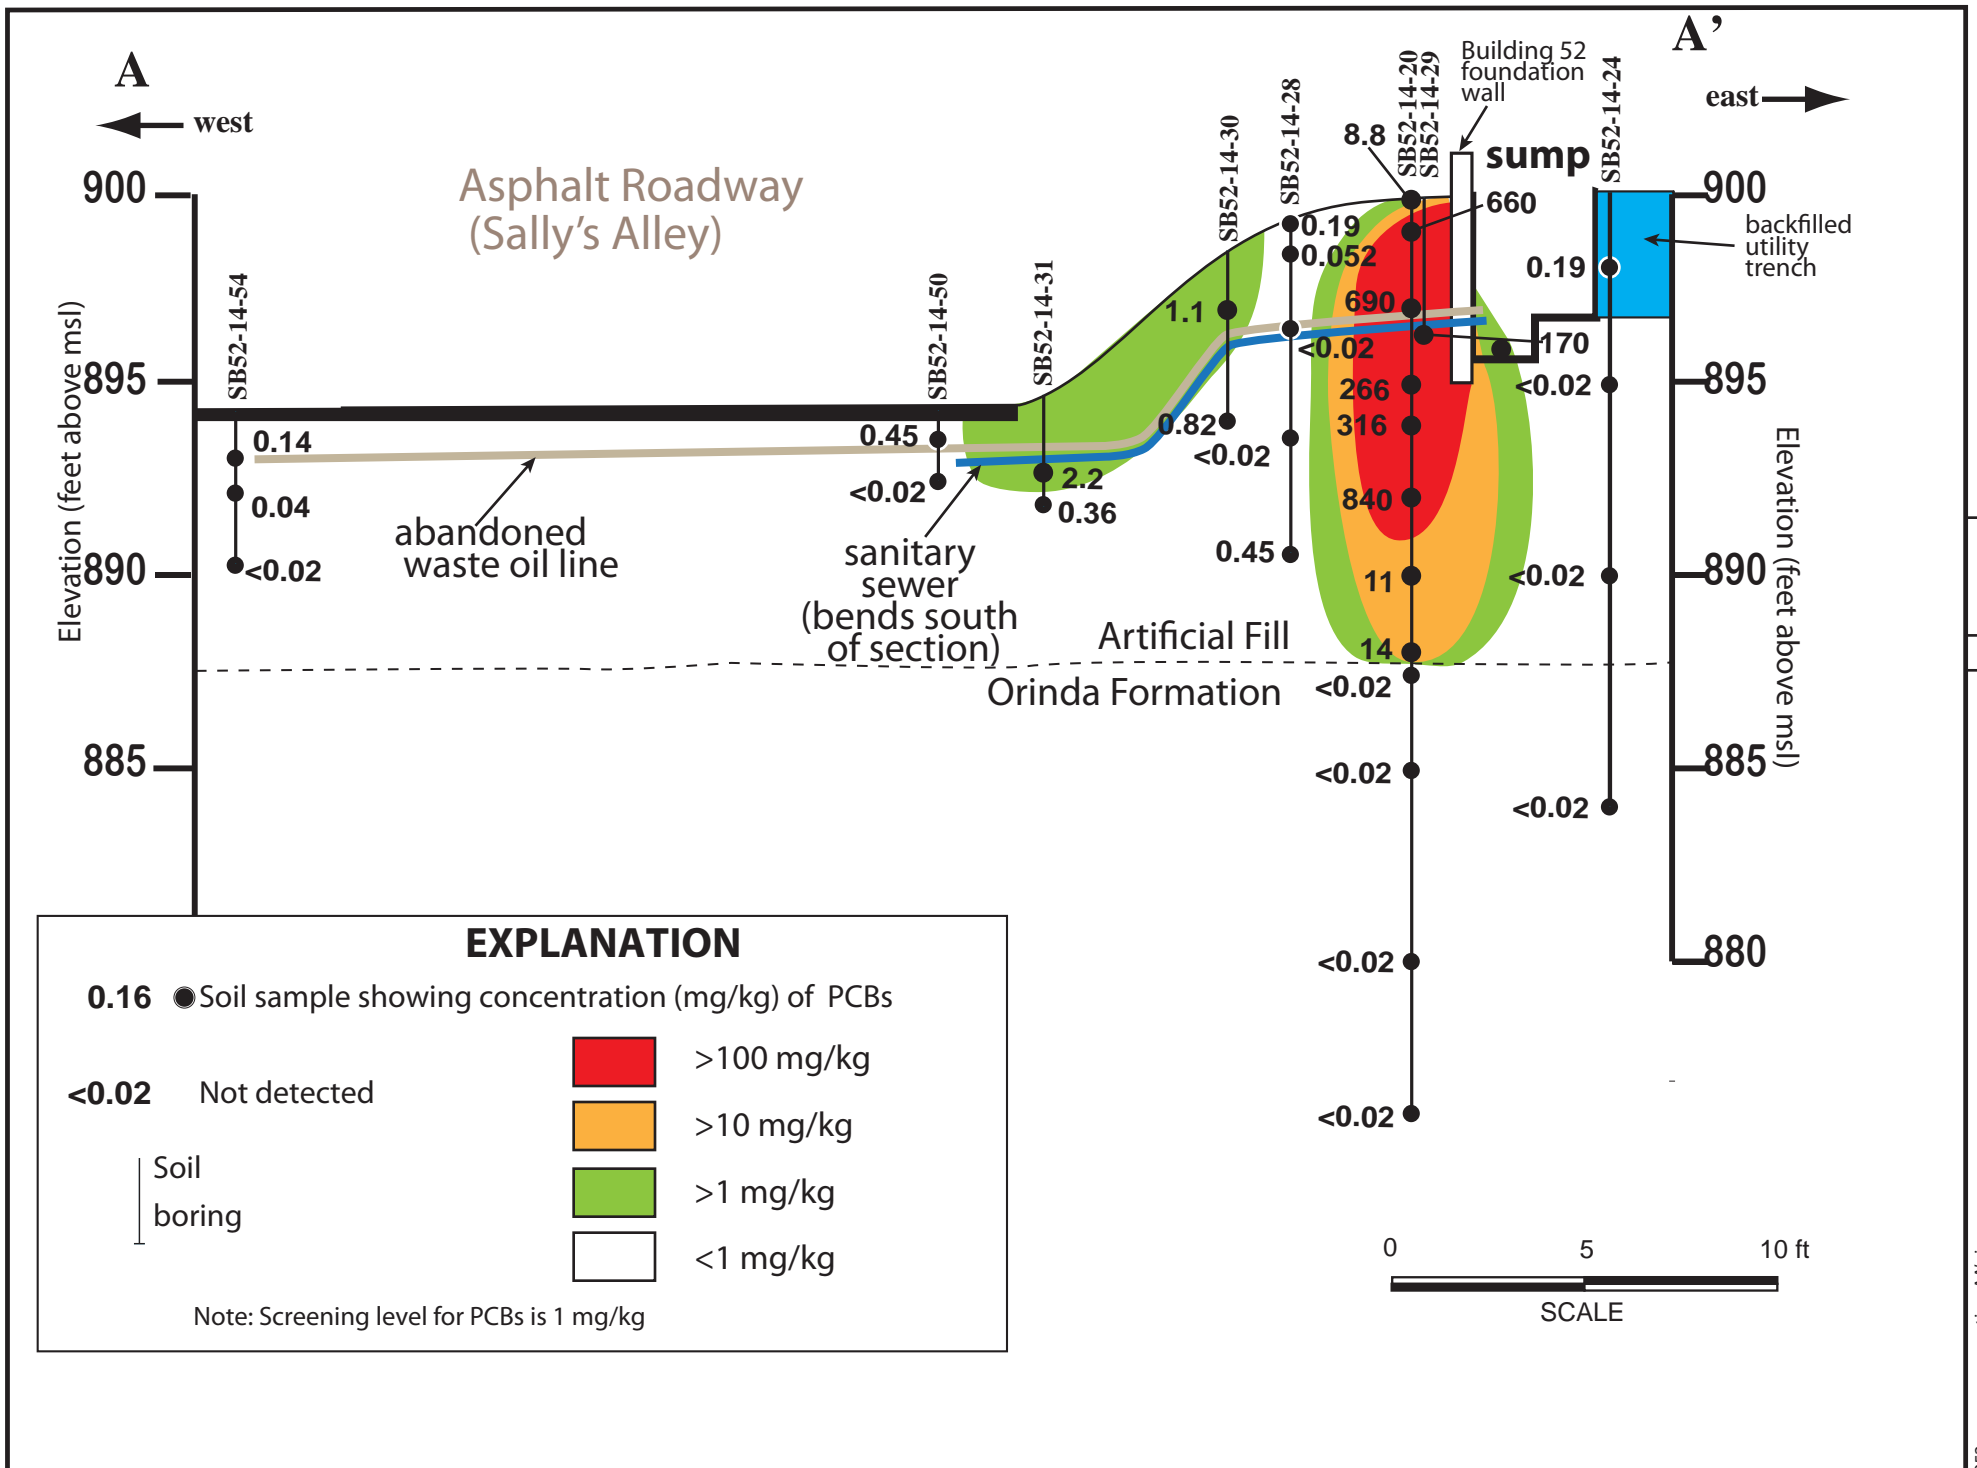 A
west
A’
east
Asphalt Roadway
(Sally's Alley)
Building 52
foundation
wall
sump
backfilled
utility
trench
SB52-14-54
SB52-14-50
SB52-14-31
SB52-14-30
SB52-14-28
SB52-14-20
SB52-14-29
SB52-14-24
Elevation (feet above msl)
900
895
890
885
0.14
0.04
<0.02
0.45
<0.02
2.2
0.36
1.1
0.82
0.19
0.052
<0.02
<0.02
0.45
8.8
660
690
170
266
316
840
11
14
<0.02
<0.02
<0.02
<0.02
0.19
<0.02
<0.02
<0.02
900
895
890
885
880
Elevation (feet above msl)
abandoned
waste oil line
sanitary
sewer
(bends south
of section)
Artificial Fill
Orinda Formation
EXPLANATION
0.16 Soil sample showing concentration (mg/kg) of PCBs
<0.02 Not detected
Soil
boring
>100 mg/kg
>10 mg/kg
>1 mg/kg
<1 mg/kg
Note: Screening level for PCBs is 1 mg/kg
0 5 10 ft
SCALE